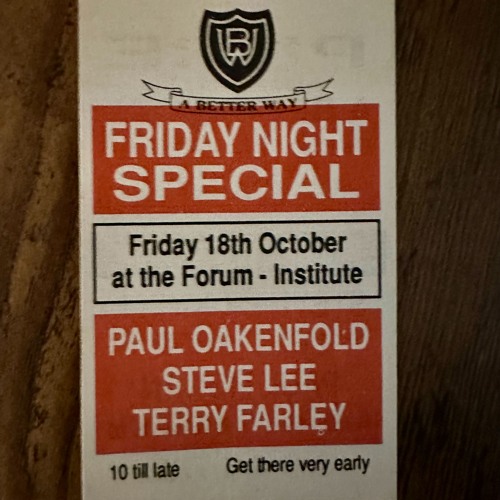 BW
A BETTER WAY
FRIDAY NIGHT
SPECIAL
Friday 18th October
at the Forum - Institute
PAUL OAKENFOLD
STEVE LEE
TERRY FARLEY
10 till late Get there very early